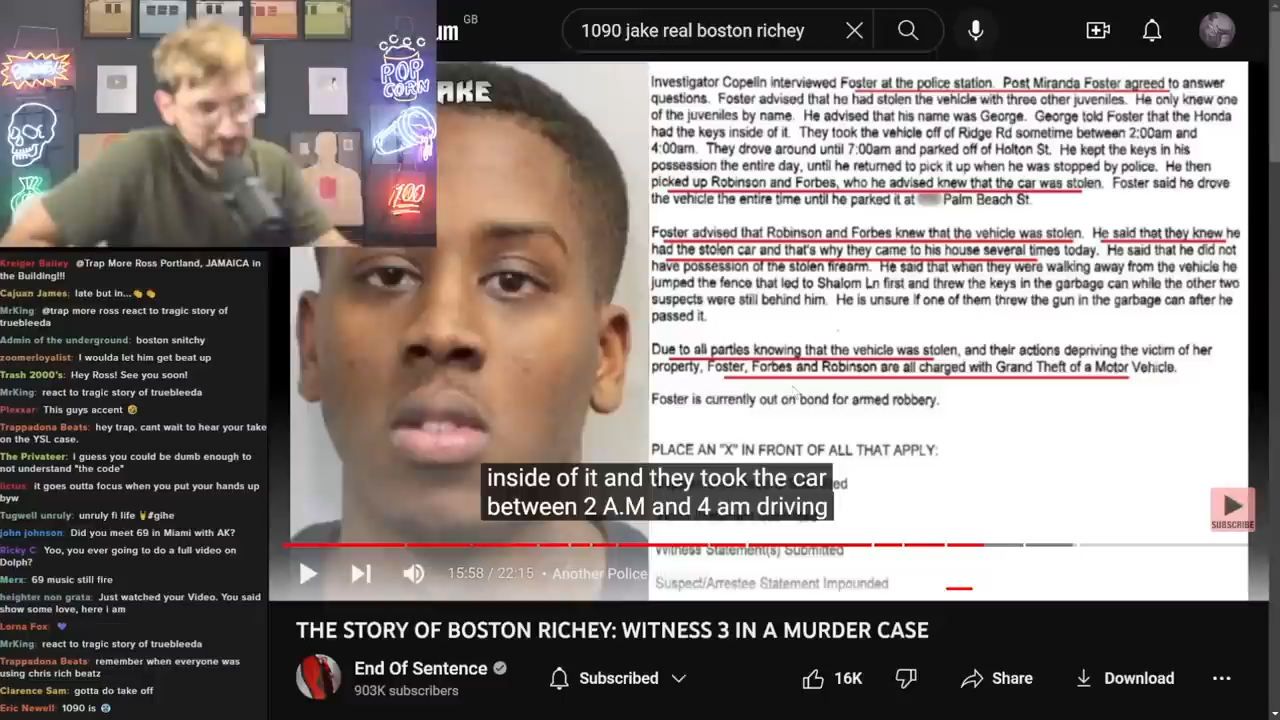 POP
CORN
100
um GB
1090 jake real boston richey
AKE
Investigator Copelin interviewed Foster at the police station. Post Miranda Foster agreed to answer
questions. Foster advised that he had stolen the vehicle with three other juveniles. He only knew one
of the juveniles by name. He advised that his name was George. George told Foster that the Honda
had the keys inside of it. They took the vehicle off of Ridge Rd sometime between 2:00am and
4:00am. They drove around until 7:00am and parked off of Holton St. He kept the keys in his
possession the entire day, until he returned to pick it up when he was stopped by police. He then
picked up Robinson and Forbes, who he advised knew that the car was stolen. Foster said he drove
the vehicle the entire time until he parked it at Palm Beach St.
Foster advised that Robinson and Forbes knew that the vehicle was stolen. He said that they knew he
had the stolen car and that's why they came to his house several times today. He said that he did not
have possession of the stolen firearm. He said that when they were walking away from the vehicle he
jumped the fence that led to Shalom Ln first and threw the keys in the garbage can while the other two
suspects were still behind him. He is unsure if one of them threw the gun in the garbage can after he
passed it.
Due to all parties knowing that the vehicle was stolen, and their actions depriving the victim of her
property, Foster, Forbes and Robinson are all charged with Grand Theft of a Motor Vehicle.
Foster is currently out on bond for armed robbery.
PLACE AN "X" IN FRONT OF ALL THAT APPLY:
ed
Witness Statement(s) Submitted
Suspect/Arrestee Statement Impounded
inside of it and they took the car
between 2 A.M and 4 am driving
SUBSCRIBE
15:58 / 22:15 • Another Police
THE STORY OF BOSTON RICHEY: WITNESS 3 IN A MURDER CASE
End Of Sentence
903K subscribers
Subscribed
16K
Share
Download
Kreiger Bailey @Trap More Ross Portland, JAMAICA in
the Building!!!
Cajuan James: late but in...
MrKing: @trap more ross react to tragic story of
truebleeda
Admin of the underground: boston snitchy
zoomerloyalist: I woulda let him get beat up
Trash 2000's: Hey Ross! See you soon!
MrKing: react to tragic story of truebleeda
Plexxar: This guys accent 🤣
Trappadona Beats: hey trap. cant wait to hear your take
on the YSL case.
The Privateer: I guess you could be dumb enough to
not understand "the code"
lictus: it goes outta focus when you put your hands up
byw
Tugwell unruly: unruly fi life #gihe
john johnson: Did you meet 69 in Miami with AK?
Ricky C: Yoo, you ever going to do a full video on
Dolph?
Merx: 69 music still fire
heighter non grata: Just watched your Video. You said
show some love, here i am
Lorna Fox: 💜
MrKing: react to tragic story of truebleeda
Trappadona Beats: remember when everyone was
using chris rich beatz
Clarence Sam: gotta do take off
Eric Newell: 1090 is